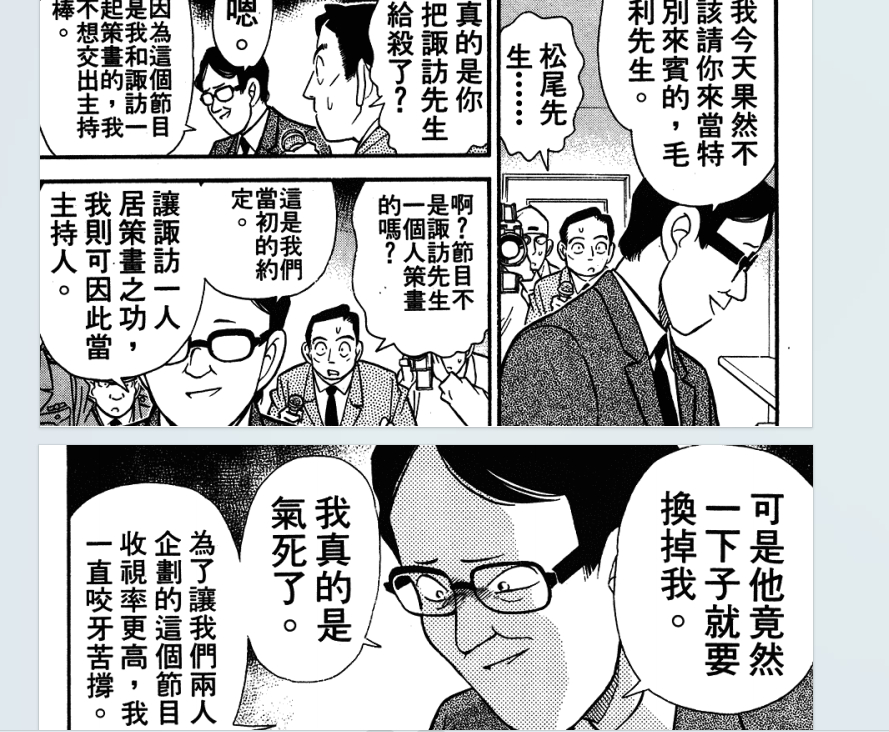 我今天果然不
該請你來當特
別來賓的，毛
利先生。
松尾先
生……
真的是你
把諏訪先生
給殺了？
嗯。
因為這個節目
是我和諏訪一
起策畫的，我
不想交出主持
棒。
啊？節目不
是諏訪先生
一個人策畫
的嗎？
這是我們
當初的約
定。
讓諏訪一人
居策畫之功，
我則可因此當
主持人。
可是他竟然
一下子就要
換掉我。
我真的是
氣死了。
為了讓我們兩人
企劃的這個節目
收視率更高，我
一直咬牙苦撐。